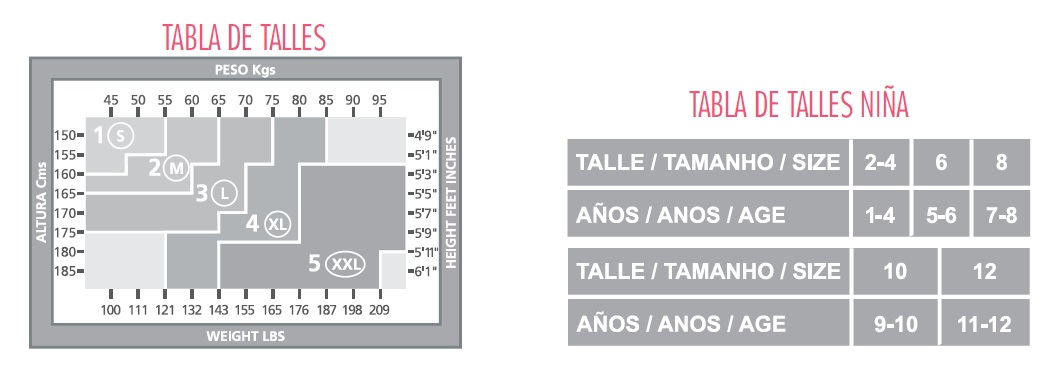 TABLA DE TALLES
PESO Kgs
45 50 55 60 65 70 75 80 85 90 95
ALTURA Cms
150
155
160
165
170
175
180
185
1 S
2 M
3 L
4 XL
5 XXL
4'9"
5'1"
5'3"
5'5"
5'7"
5'9"
5'11"
6'1"
HEIGHT FEET INCHES
100 111 121 132 143 155 165 176 187 198 209
WEIGHT LBS
TABLA DE TALLES NIÑA
TALLE / TAMANHO / SIZE 2-4 6 8
AÑOS / ANOS / AGE 1-4 5-6 7-8
TALLE / TAMANHO / SIZE 10 12
AÑOS / ANOS / AGE 9-10 11-12